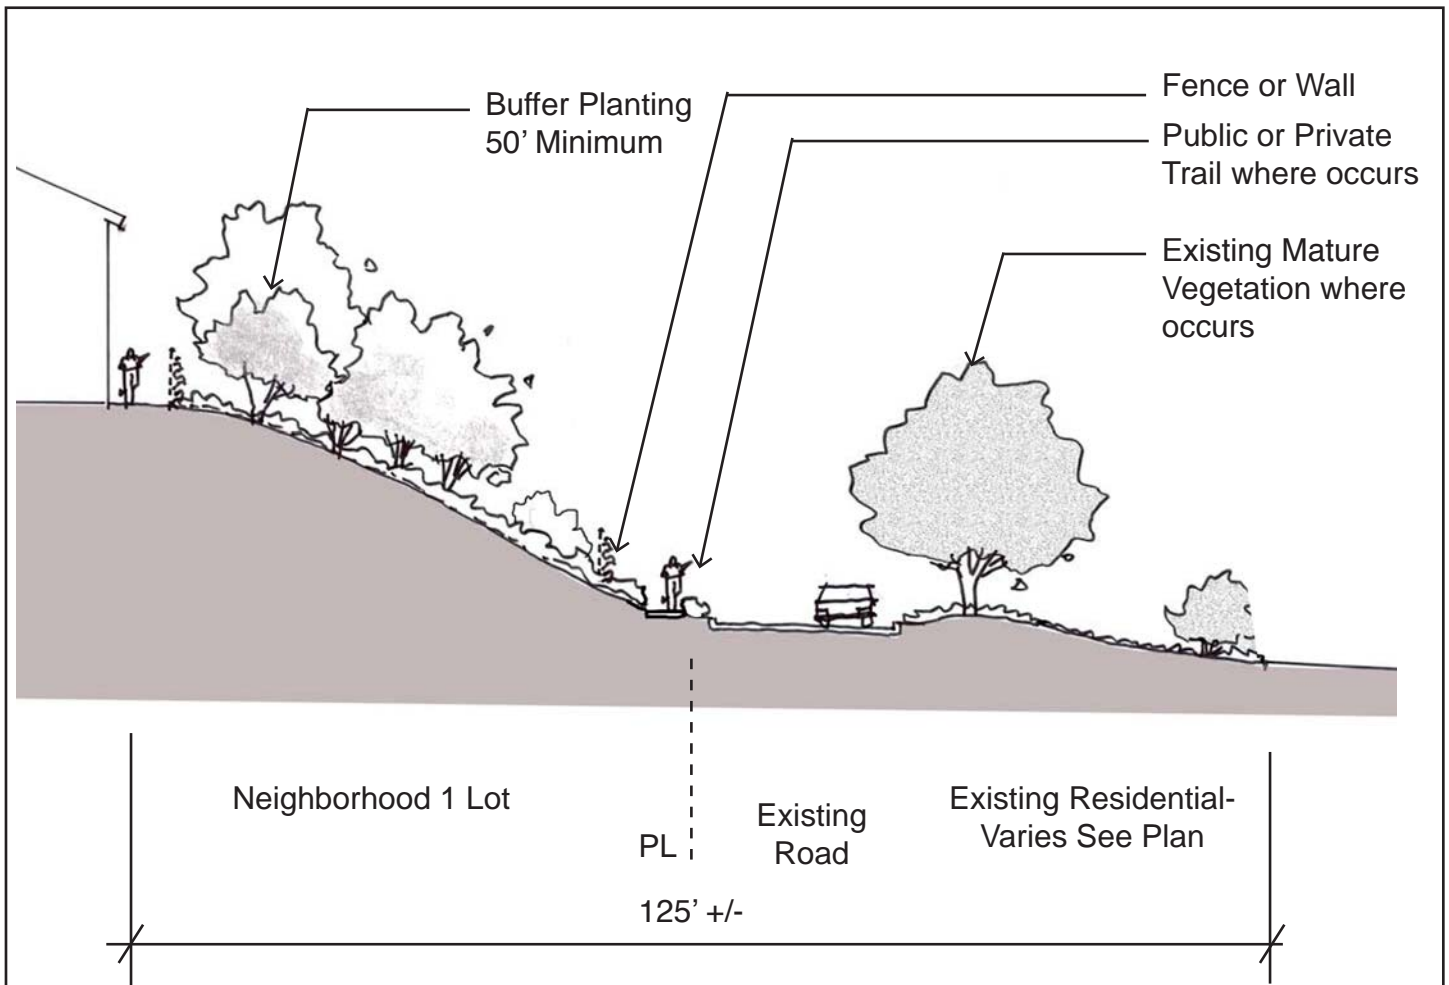 Buffer Planting
50’ Minimum
Fence or Wall
Public or Private
Trail where occurs
Existing Mature
Vegetation where
occurs
Neighborhood 1 Lot
PL
Existing
Road
Existing Residential-
Varies See Plan
125’ +/-